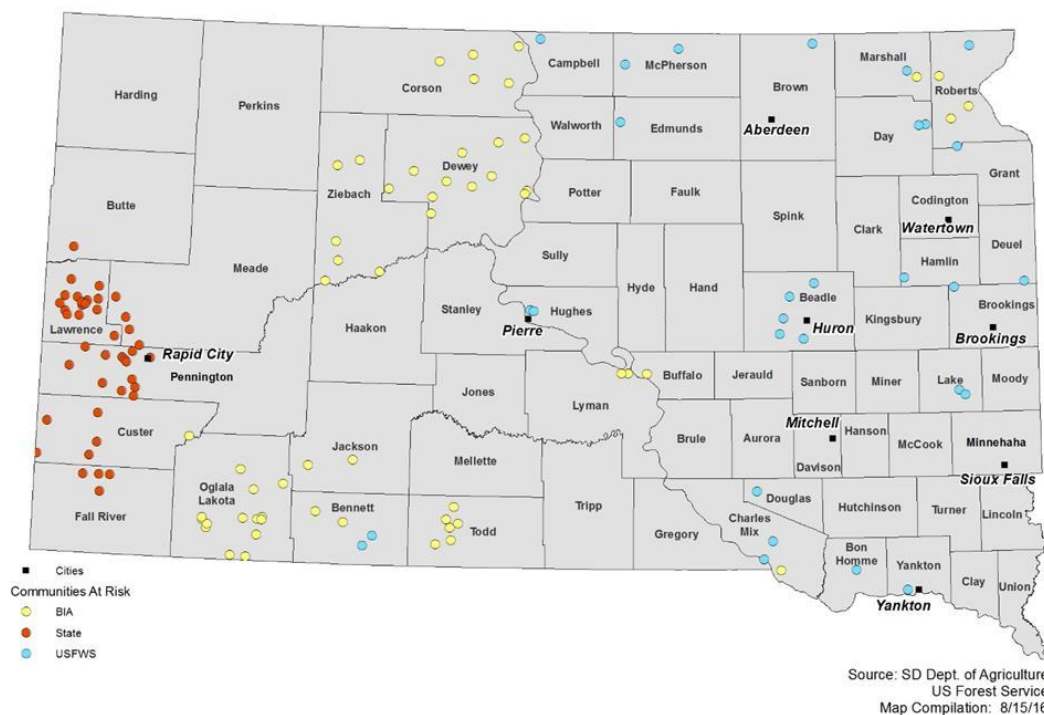 Harding
Perkins
Corson
Campbell
McPherson
Brown
Marshall
Roberts
Walworth
Edmunds
Aberdeen
Day
Dewey
Ziebach
Butte
Potter
Faulk
Spink
Grant
Codington
Watertown
Clark
Deuel
Hamlin
Meade
Sully
Stanley
Hughes
Hyde
Hand
Beadle
Huron
Kingsbury
Brookings
Brookings
Lawrence
Haakon
Pierre
Rapid City
Pennington
Jones
Lyman
Buffalo
Jerauld
Sanborn
Miner
Lake
Moody
Custer
Jackson
Mellette
Brule
Aurora
Mitchell
Davison
Hanson
McCook
Minnehaha
Sioux Falls
Oglala
Lakota
Fall River
Bennett
Todd
Tripp
Gregory
Charles
Mix
Douglas
Hutchinson
Turner
Lincoln
Bon
Homme
Yankton
Clay
Union
Yankton
Cities
Communities At Risk
BIA
State
USFWS
Source: SD Dept. of Agriculture
US Forest Service
Map Compilation: 8/15/16